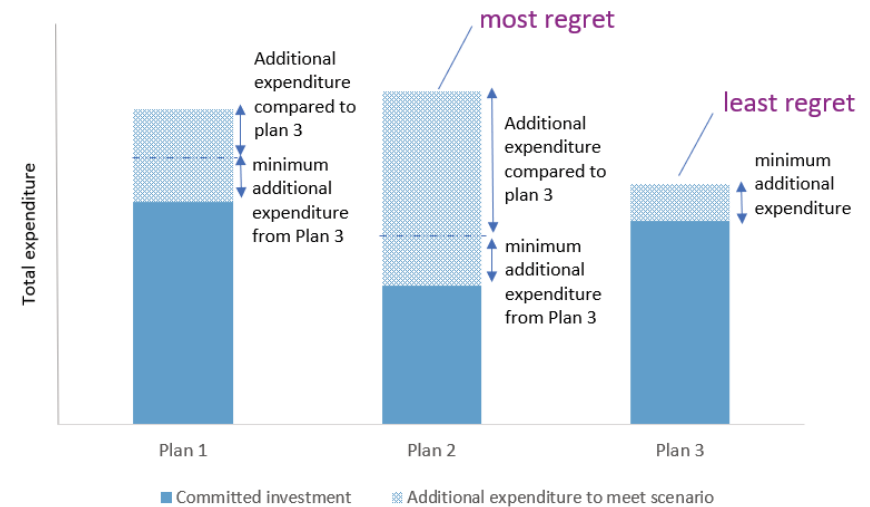 most regret
Additional
expenditure
compared to
plan 3
minimum
additional
expenditure
from Plan 3
Additional
expenditure
compared to
plan 3
minimum
additional
expenditure
from Plan 3
least regret
minimum
additional
expenditure
Total expenditure
Plan 1
Plan 2
Plan 3
Committed investment
Additional expenditure to meet scenario